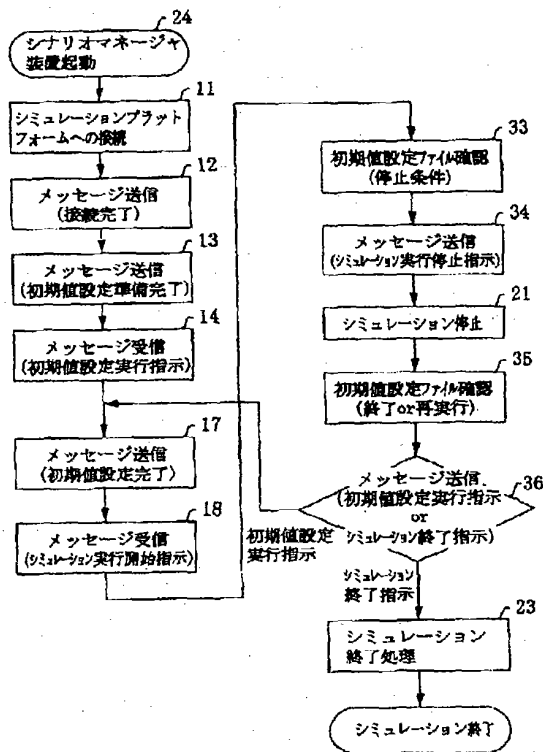 24
シナリオマネージャ
装置起動
11
シミュレーションプラット
フォームへの接続
12
メッセージ送信
(接続完了)
13
メッセージ送信
(初期値設定準備完了)
14
メッセージ受信
(初期値設定実行指示)
17
メッセージ送信
(初期値設定完了)
18
メッセージ受信
(シミュレーション実行開始指示)
33
初期値設定ファイル確認
(停止条件)
34
メッセージ送信
(シミュレーション実行停止指示)
21
シミュレーション停止
35
初期値設定ファイル確認
(終了or再実行)
36
メッセージ送信
(初期値設定実行指示
or
シミュレーション終了指示)
初期値設定
実行指示
シミュレーション
終了指示
23
シミュレーション
終了処理
シミュレーション終了